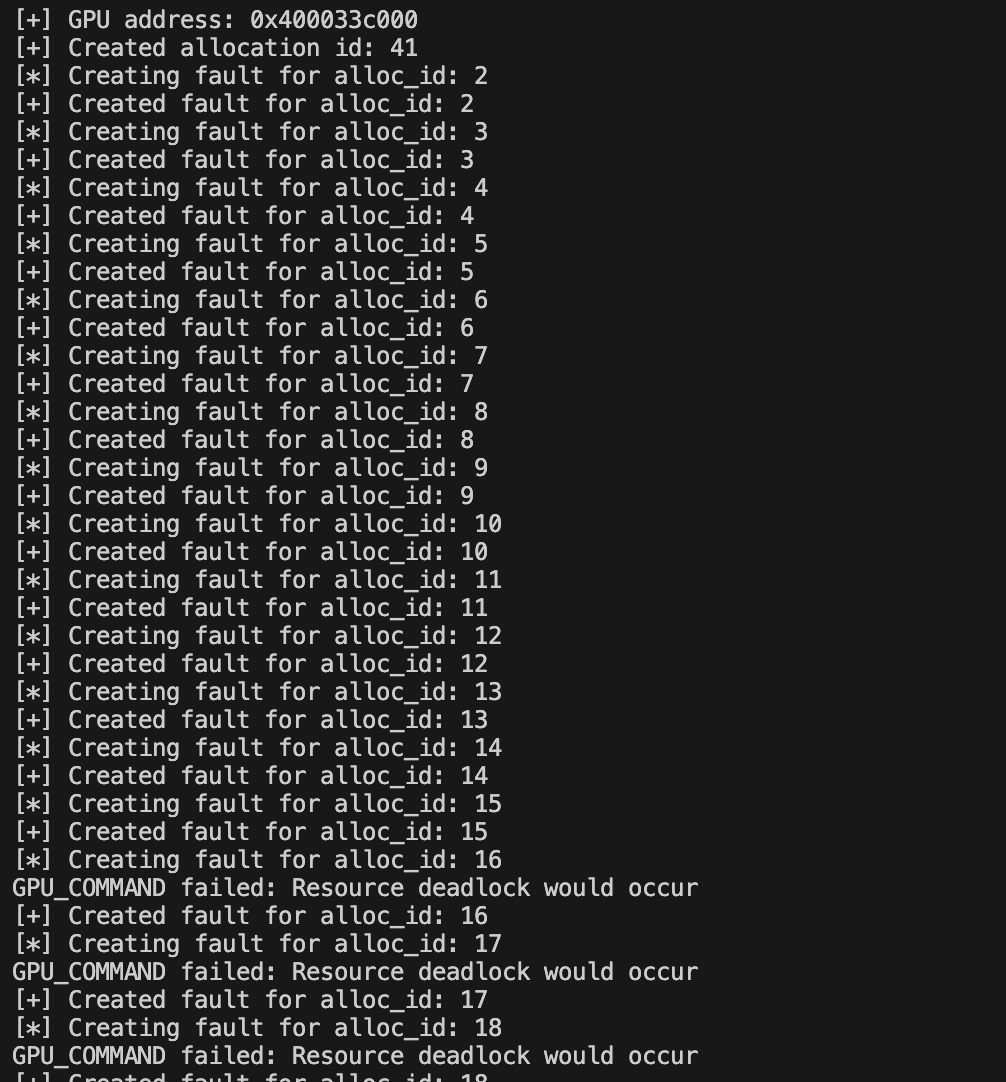 [+] GPU address: 0x400033c000
[+] Created allocation id: 41
[*] Creating fault for alloc_id: 2
[+] Created fault for alloc_id: 2
[*] Creating fault for alloc_id: 3
[+] Created fault for alloc_id: 3
[*] Creating fault for alloc_id: 4
[+] Created fault for alloc_id: 4
[*] Creating fault for alloc_id: 5
[+] Created fault for alloc_id: 5
[*] Creating fault for alloc_id: 6
[+] Created fault for alloc_id: 6
[*] Creating fault for alloc_id: 7
[+] Created fault for alloc_id: 7
[*] Creating fault for alloc_id: 8
[+] Created fault for alloc_id: 8
[*] Creating fault for alloc_id: 9
[+] Created fault for alloc_id: 9
[*] Creating fault for alloc_id: 10
[+] Created fault for alloc_id: 10
[*] Creating fault for alloc_id: 11
[+] Created fault for alloc_id: 11
[*] Creating fault for alloc_id: 12
[+] Created fault for alloc_id: 12
[*] Creating fault for alloc_id: 13
[+] Created fault for alloc_id: 13
[*] Creating fault for alloc_id: 14
[+] Created fault for alloc_id: 14
[*] Creating fault for alloc_id: 15
[+] Created fault for alloc_id: 15
[*] Creating fault for alloc_id: 16
GPU_COMMAND failed: Resource deadlock would occur
[+] Created fault for alloc_id: 16
[*] Creating fault for alloc_id: 17
GPU_COMMAND failed: Resource deadlock would occur
[+] Created fault for alloc_id: 17
[*] Creating fault for alloc_id: 18
GPU_COMMAND failed: Resource deadlock would occur
[+] Created fault for alloc_id: 18